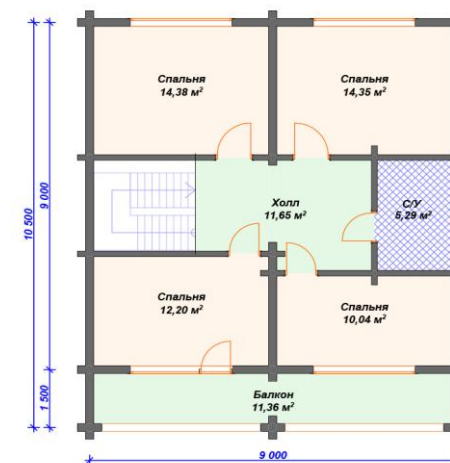 Спальня
14,38 м²
Спальня
14,35 м²
Холл
11,65 м²
С/У
5,29 м²
Спальня
12,20 м²
Спальня
10,04 м²
Балкон
11,36 м²
10 500
9 000
1 500
9 000